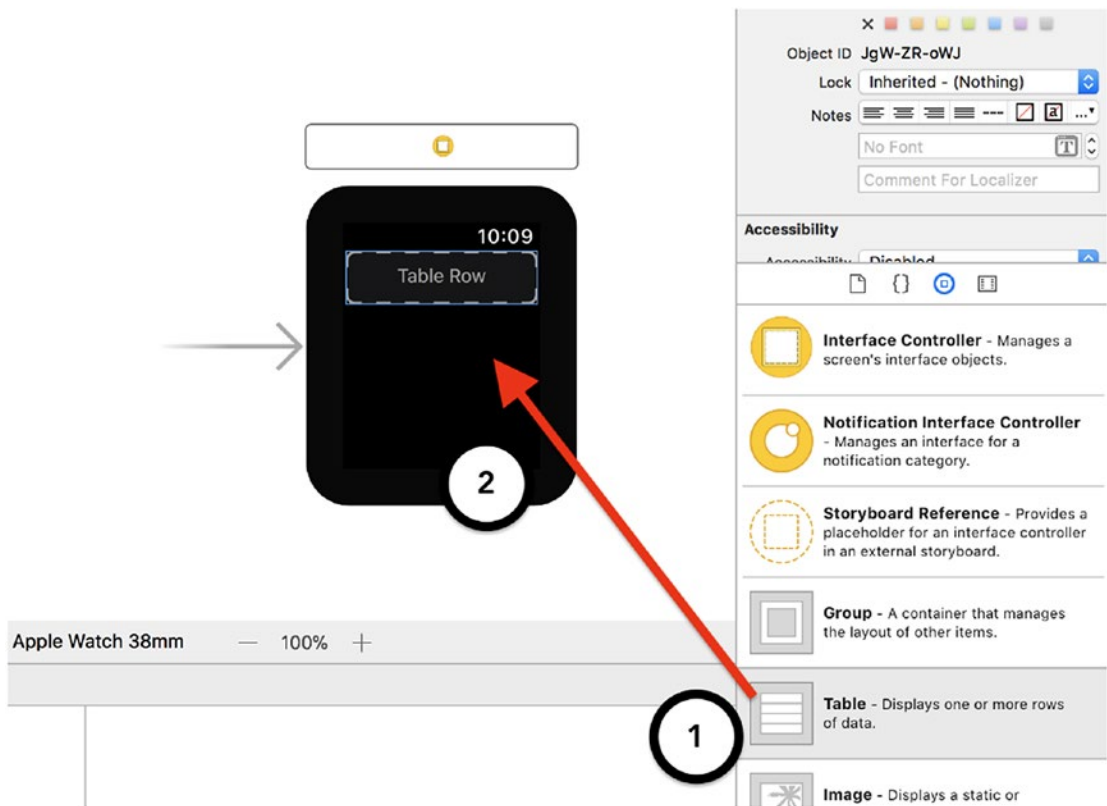 Object ID JgW-ZR-oWJ
Lock Inherited - (Nothing)
Notes a ...
No Font T
Comment For Localizer
Accessibility
Accessibility Disabled
10:09
Table Row
2
Interface Controller - Manages a
screen's interface objects.
Notification Interface Controller
- Manages an interface for a
notification category.
Storyboard Reference - Provides a
placeholder for an interface controller
in an external storyboard.
Group - A container that manages
the layout of other items.
Apple Watch 38mm — 100% +
Table - Displays one or more rows
of data.
1
Image - Displays a static or